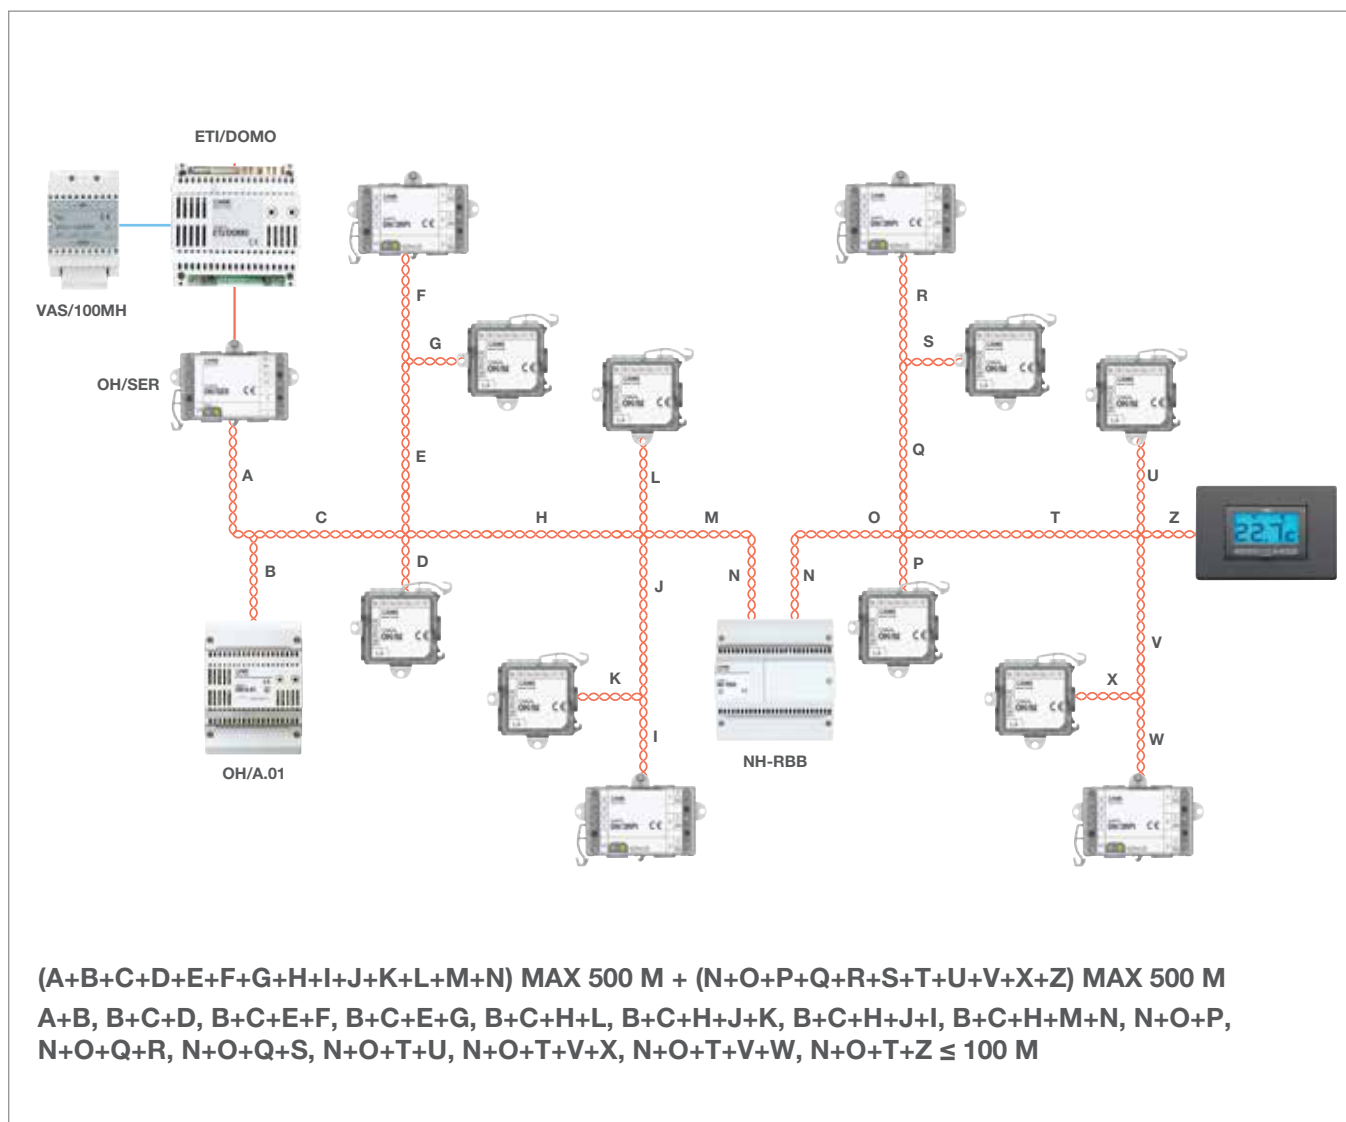 ETI/DOMO
VAS/100MH
OH/SER
F
G
R
S
E
A
L
Q
U
C
H
M
O
T
Z
B
D
N
N
P
J
V
K
X
I
W
OH/A.01
NH-RBB
22.7c
(A+B+C+D+E+F+G+H+I+J+K+L+M+N) MAX 500 M + (N+O+P+Q+R+S+T+U+V+X+Z) MAX 500 M
A+B, B+C+D, B+C+E+F, B+C+E+G, B+C+H+L, B+C+H+J+K, B+C+H+J+I, B+C+H+M+N, N+O+P,
N+O+Q+R, N+O+Q+S, N+O+T+U, N+O+T+V+X, N+O+T+V+W, N+O+T+Z ≤ 100 M